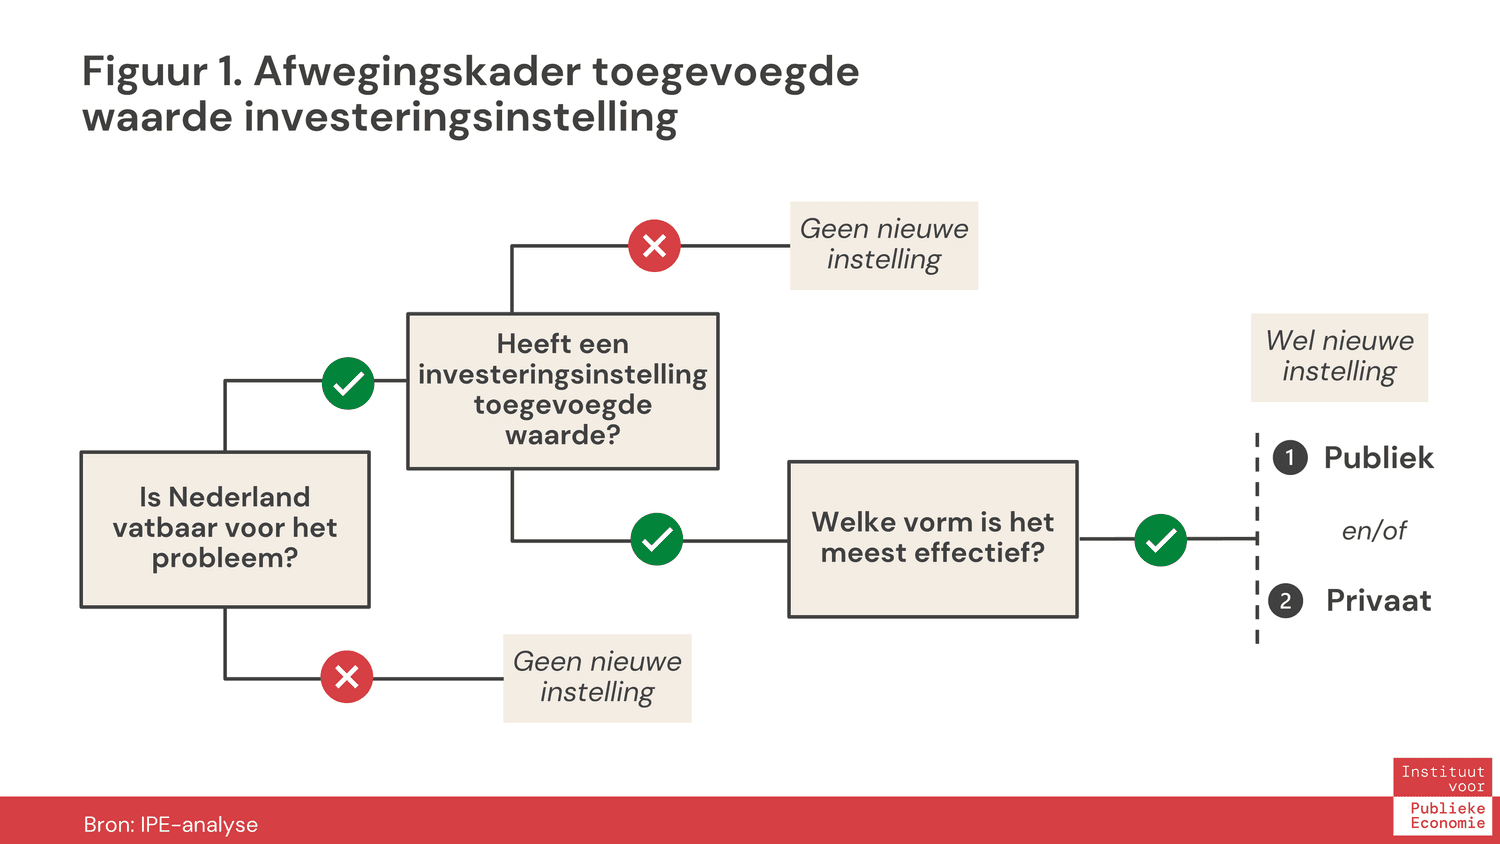 Figuur 1. Afwegingskader toegevoegde
waarde investeringsinstelling
Geen nieuwe
instelling
Heeft een
investeringsinstelling
toegevoegde
waarde?
Wel nieuwe
instelling
Is Nederland
vatbaar voor het
probleem?
Welke vorm is het
meest effectief?
1 Publiek
en/of
2 Privaat
Geen nieuwe
instelling
Instituut
voor
Publieke
Economie
Bron: IPE-analyse